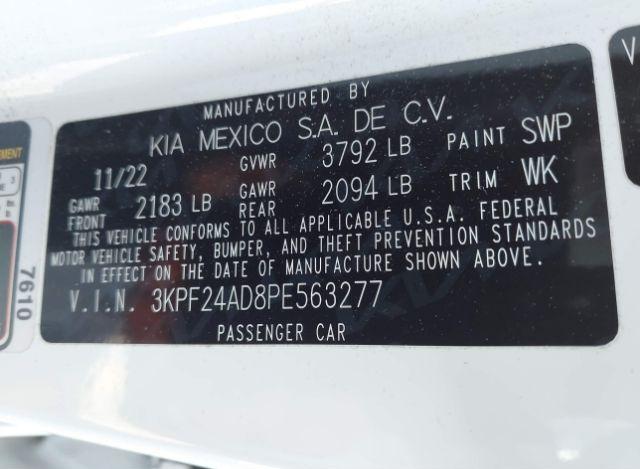 MANUFACTURED BY
KIA MEXICO S.A. DE C.V.
11/22 GVWR 3792 LB PAINT SWP
GAWR FRONT 2183 LB GAWR REAR 2094 LB TRIM WK
THIS VEHICLE CONFORMS TO ALL APPLICABLE U.S.A. FEDERAL
MOTOR VEHICLE SAFETY, BUMPER, AND THEFT PREVENTION STANDARDS
IN EFFECT ON THE DATE OF MANUFACTURE SHOWN ABOVE.
V.I.N. 3KPF24AD8PE563277
PASSENGER CAR
7610
V